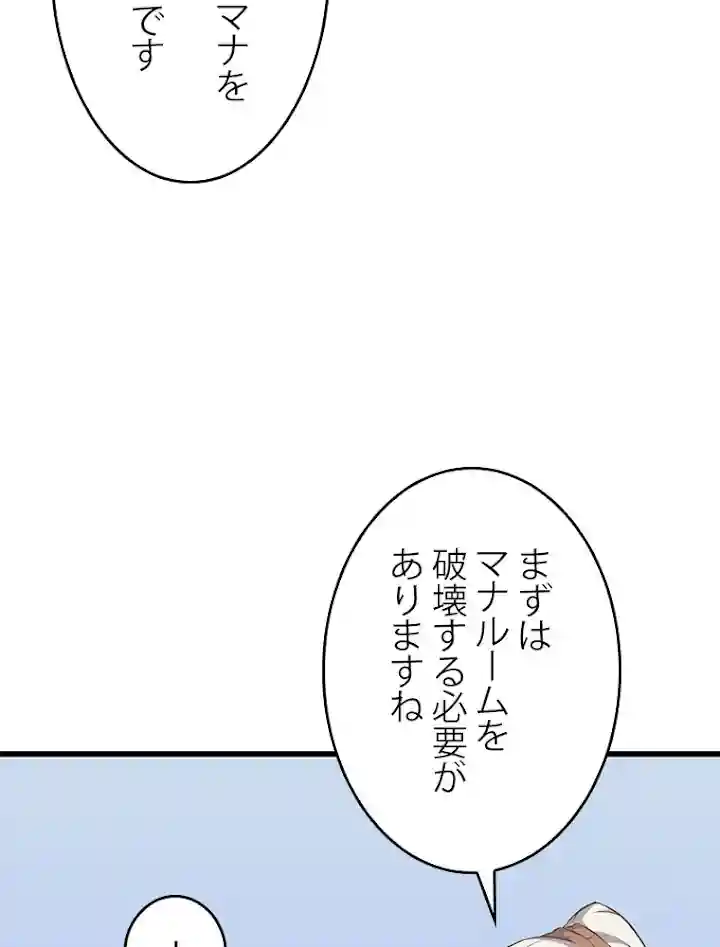 マナを
です
まずは
マナルームを
破壊する必要が
ありますね